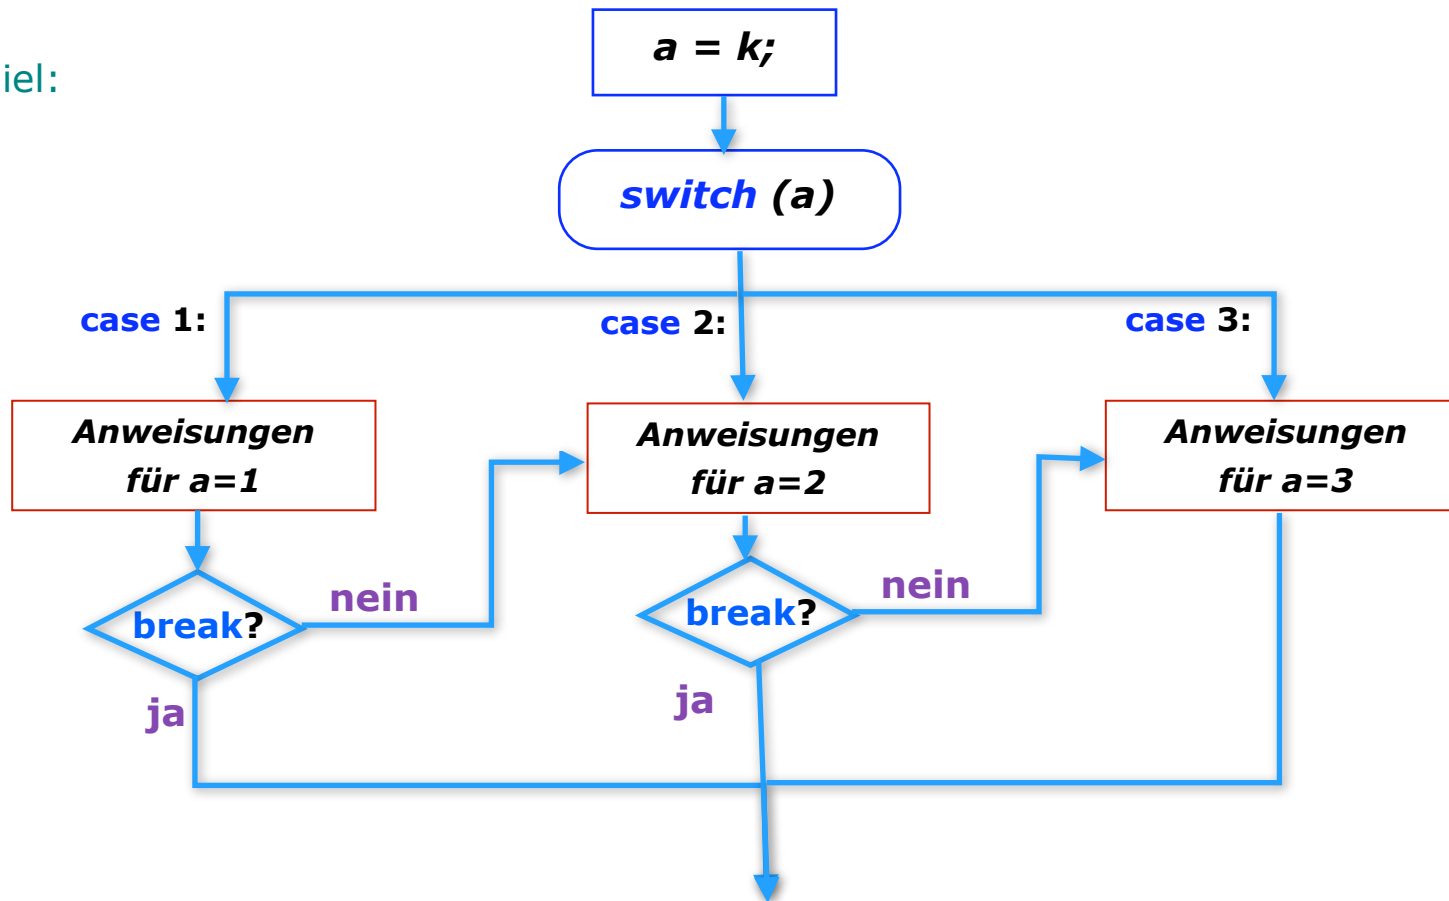 a = k;
iel:
switch (a)
case 1:
case 2:
case 3:
Anweisungen
für a=1
Anweisungen
für a=2
Anweisungen
für a=3
break?
nein
break?
nein
ja
ja